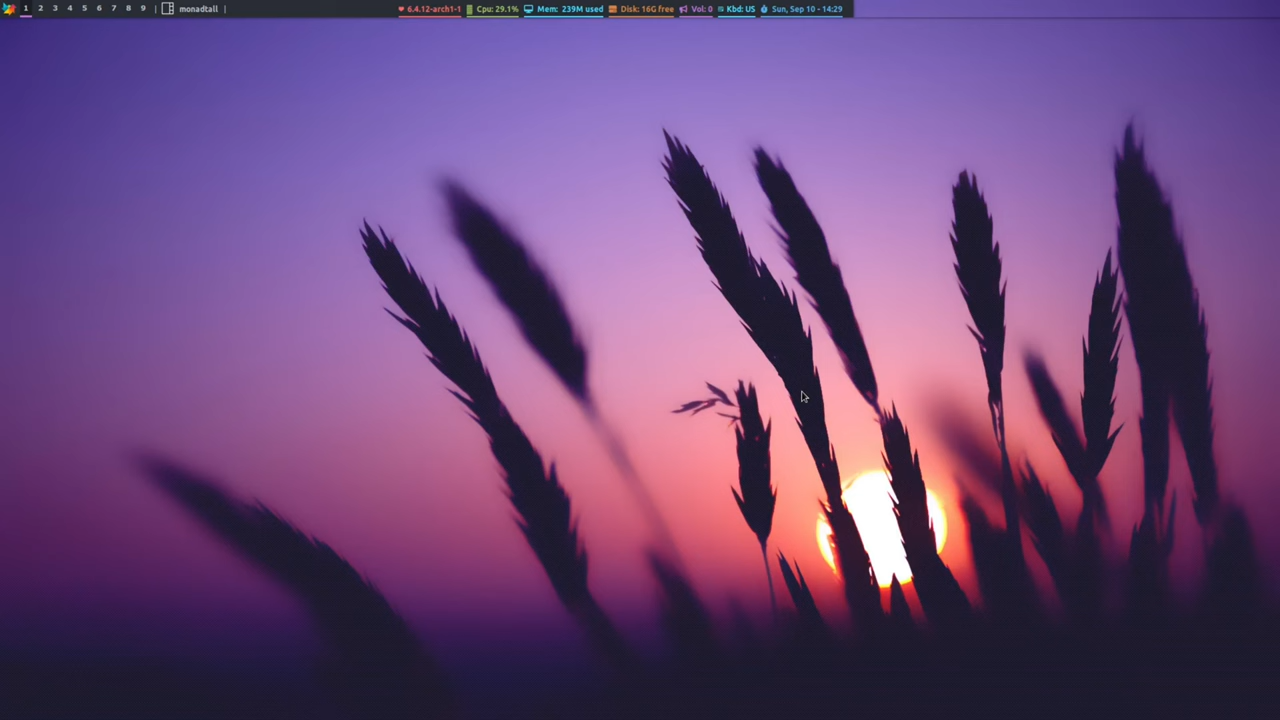 1 2 3 4 5 6 7 8 9 | monadtall | 6.4.12-arch1-1 Cpu: 29.1% Mem: 239M used Disk: 16G free Vol: 0 Kbd: US Sun, Sep 10 - 14:29